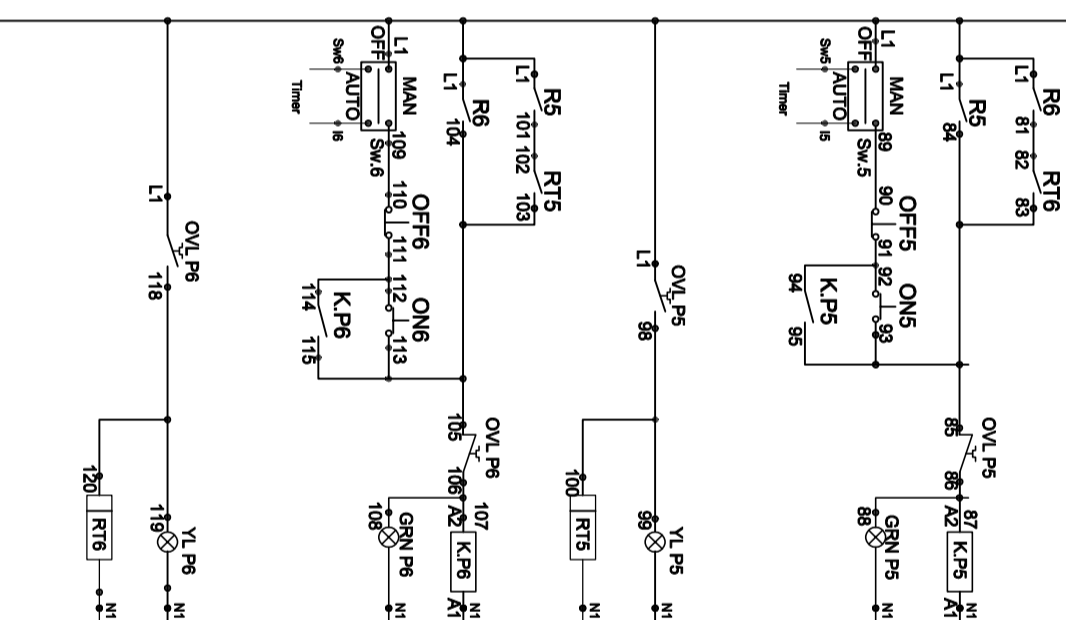 L1
OVL P6
118
120
RT6
119
YL P6
N1
N1
OFF
L1
Sw6
AUTO
MAN
Timer
I6
Sw.6
109
110
OFF6
111
112
ON6
113
114
K.P6
115
L1
R6
104
L1
R5
101
102
RT5
103
105
OVL P6
106
107
A2
K.P6
A1
N1
108
GRN P6
N1
L1
OVL P5
98
100
RT5
99
YL P5
N1
N1
OFF
L1
Sw5
AUTO
MAN
Timer
I5
Sw.5
89
90
OFF5
91
92
ON5
93
94
K.P5
95
L1
R5
84
L1
R6
81
82
RT6
83
85
OVL P5
86
87
A2
K.P5
A1
N1
88
GRN P5
N1